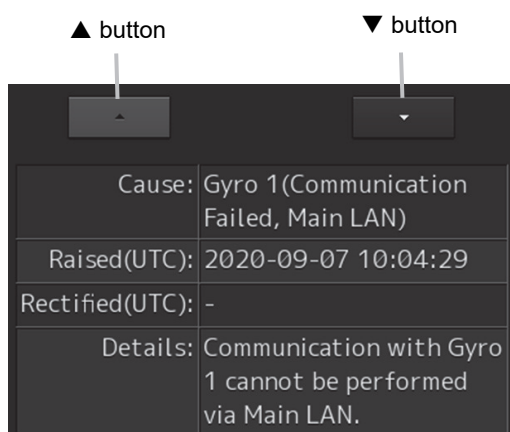 ▲ button
▼ button
Cause: Gyro 1(Communication
Failed, Main LAN)
Raised(UTC): 2020-09-07 10:04:29
Rectified(UTC): -
Details: Communication with Gyro
1 cannot be performed
via Main LAN.